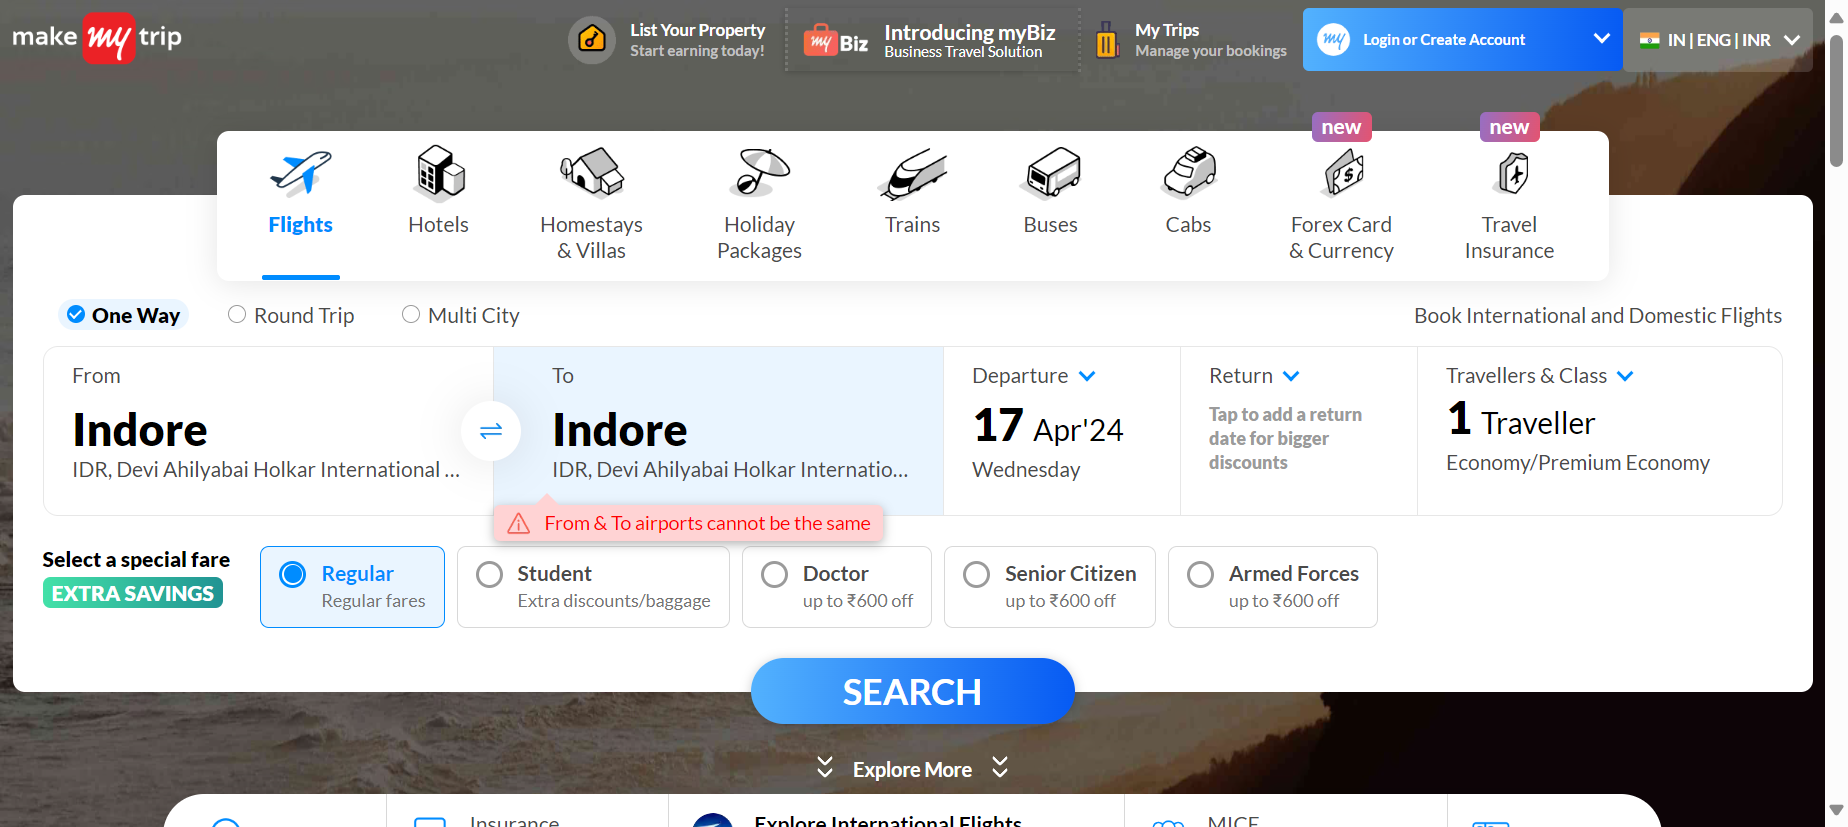 make my trip
List Your Property
Start earning today!
my Biz
Introducing myBiz
Business Travel Solution
My Trips
Manage your bookings
my
Login or Create Account
IN | ENG | INR
new
new
Flights
Hotels
Homestays
& Villas
Holiday
Packages
Trains
Buses
Cabs
Forex Card
& Currency
Travel
Insurance
One Way
Round Trip
Multi City
Book International and Domestic Flights
From
Indore
IDR, Devi Ahilyabai Holkar International ...
To
Indore
IDR, Devi Ahilyabai Holkar Internatio...
From & To airports cannot be the same
Departure
17 Apr'24
Wednesday
Return
Tap to add a return
date for bigger
discounts
Travellers & Class
1 Traveller
Economy/Premium Economy
Select a special fare
EXTRA SAVINGS
Regular
Regular fares
Student
Extra discounts/baggage
Doctor
up to ₹600 off
Senior Citizen
up to ₹600 off
Armed Forces
up to ₹600 off
SEARCH
Explore More
Insurance
Explore International Flights
MICE